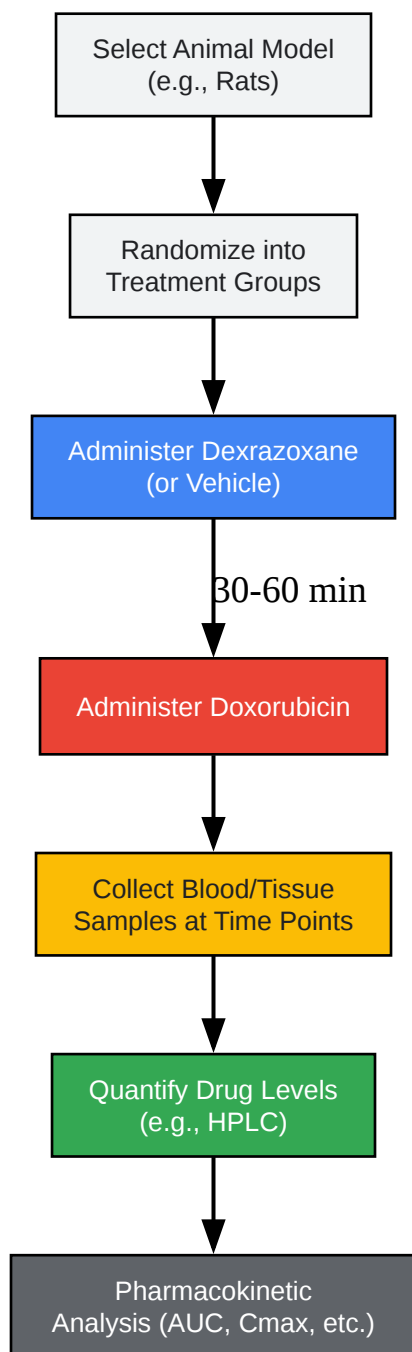 Select Animal Model
(e.g., Rats)
Randomize into
Treatment Groups
Administer Dexrazoxane
(or Vehicle)
30-60 min
Administer Doxorubicin
Collect Blood/Tissue
Samples at Time Points
Quantify Drug Levels
(e.g., HPLC)
Pharmacokinetic
Analysis (AUC, Cmax, etc.)